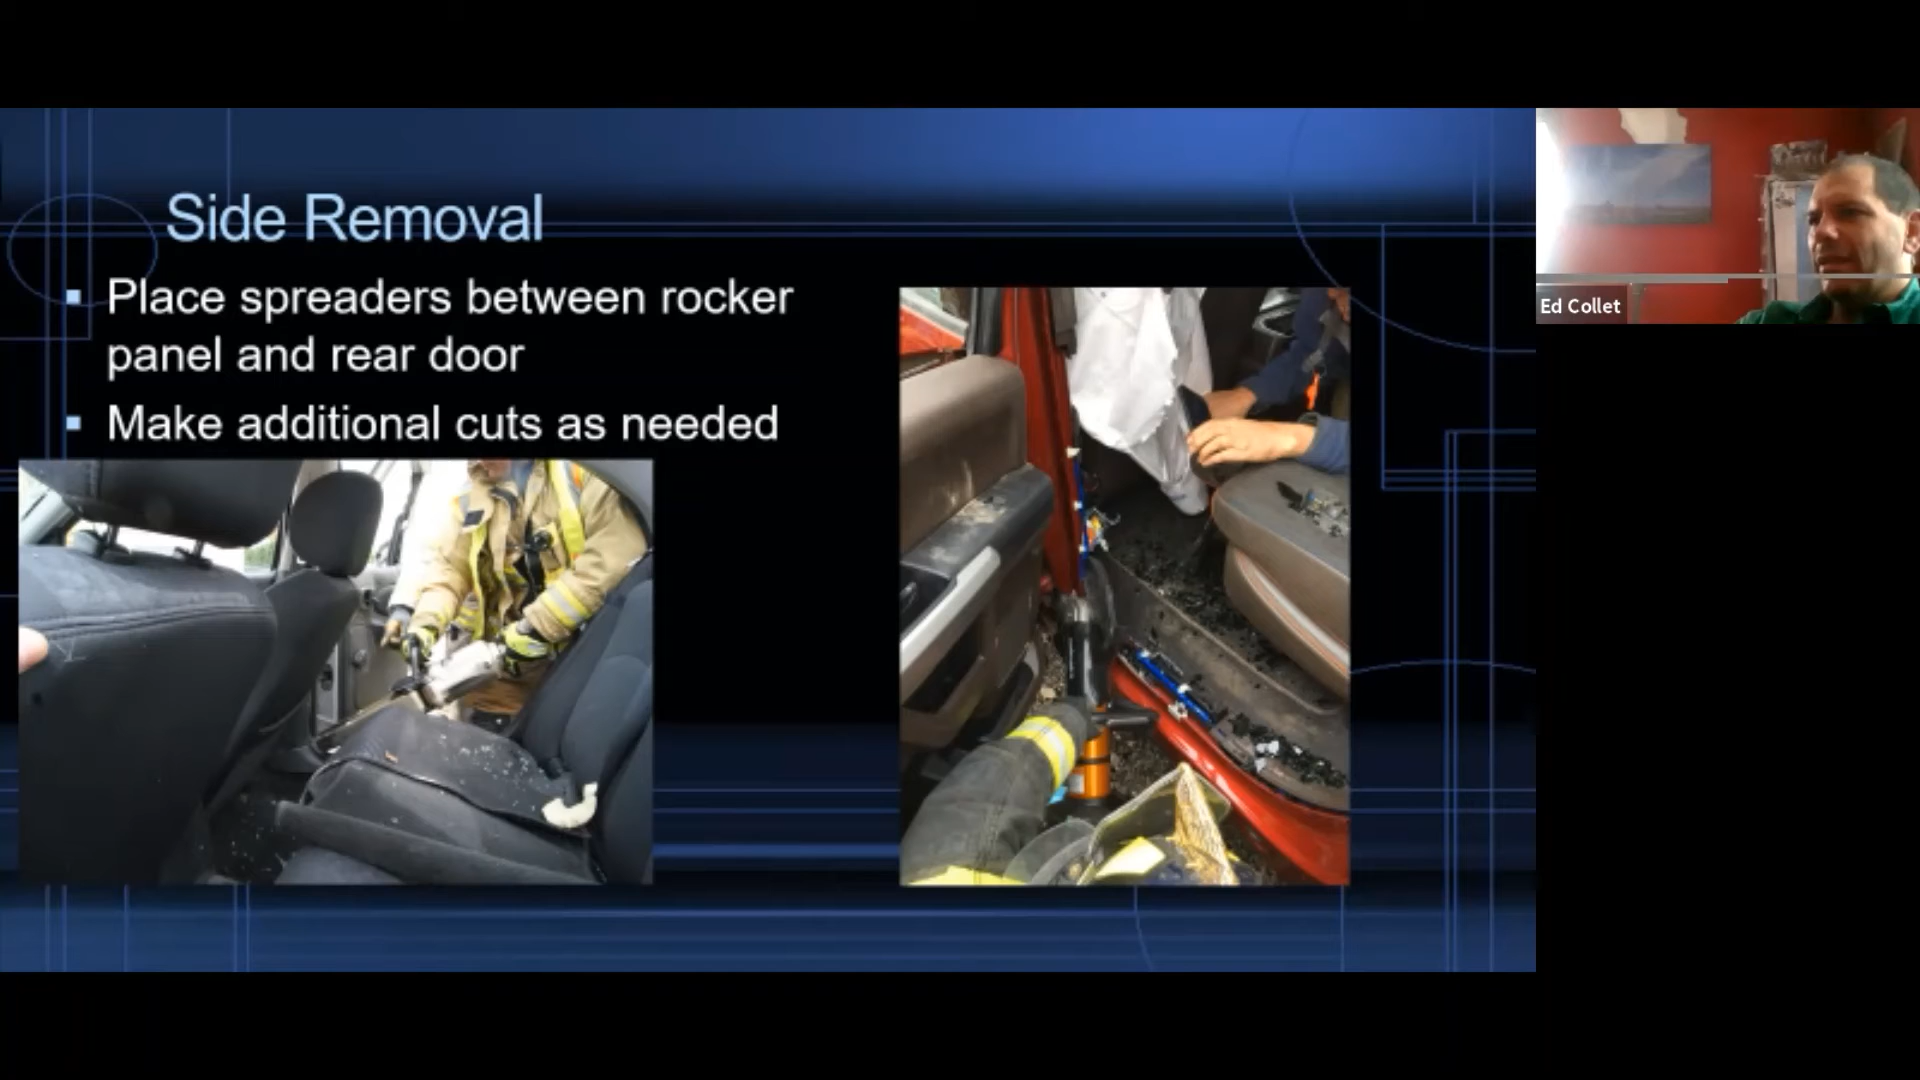 Side Removal
Place spreaders between rocker
panel and rear door
Make additional cuts as needed
Ed Collet